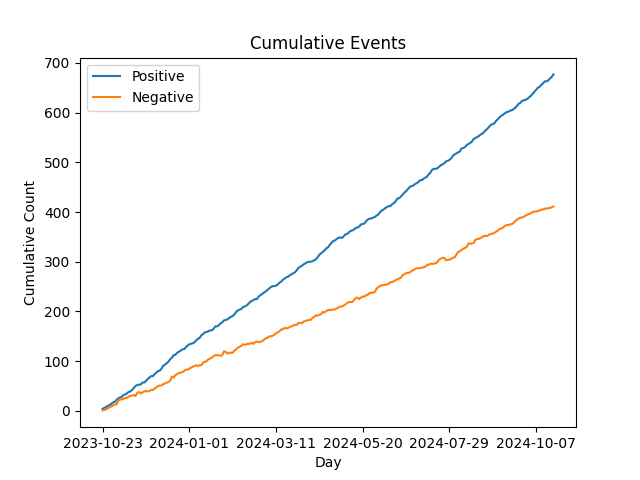 Cumulative Events
Positive
Negative
Cumulative Count
700
600
500
400
300
200
100
0
2023-10-23 2024-01-01 2024-03-11 2024-05-20 2024-07-29 2024-10-07
Day